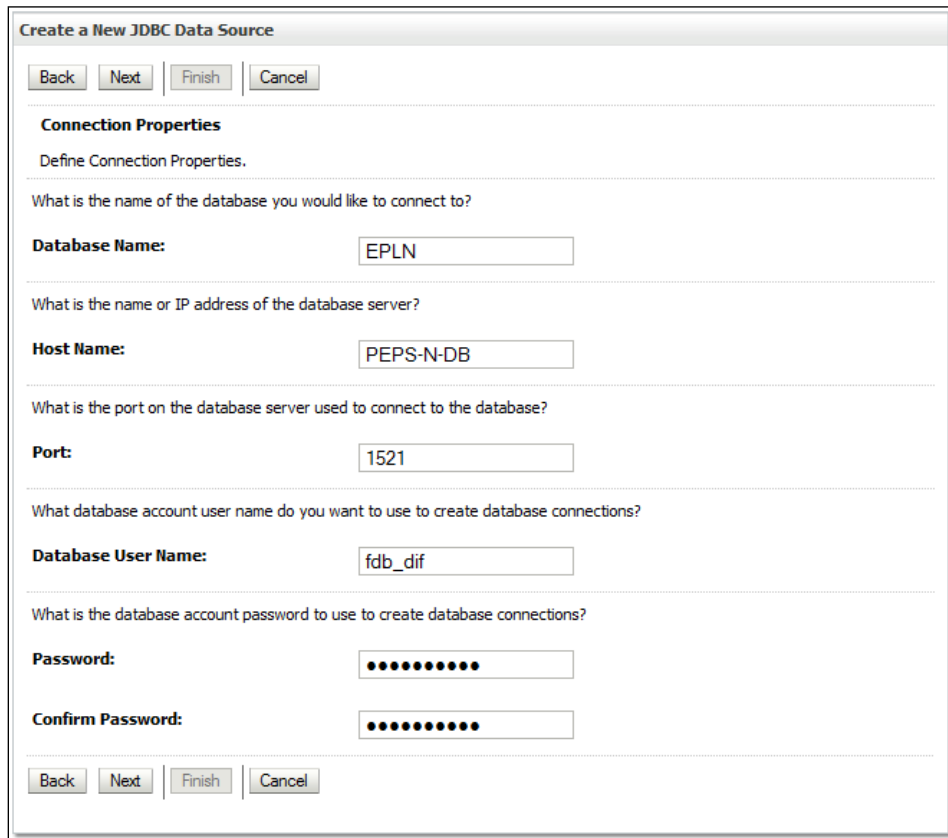 Create a New JDBC Data Source
Back Next Finish Cancel
Connection Properties
Define Connection Properties.
What is the name of the database you would like to connect to?
Database Name: EPLN
What is the name or IP address of the database server?
Host Name: PEPS-N-DB
What is the port on the database server used to connect to the database?
Port: 1521
What database account user name do you want to use to create database connections?
Database User Name: fdb_dif
What is the database account password to use to create database connections?
Password: ●●●●●●●●●●
Confirm Password: ●●●●●●●●●●
Back Next Finish Cancel